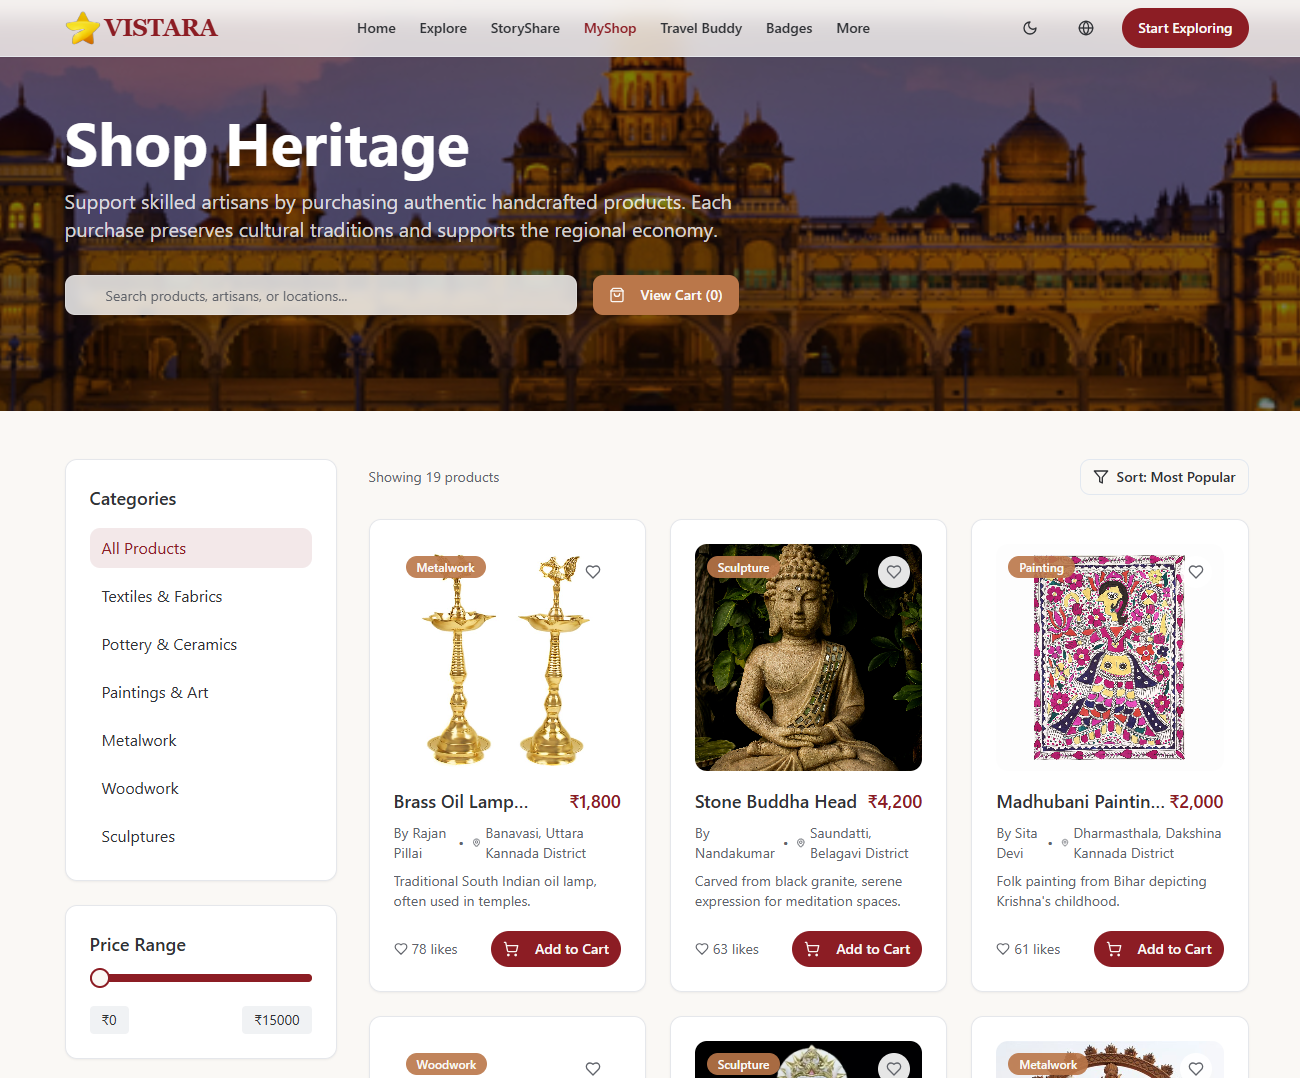 VISTARA
Home Explore StoryShare MyShop Travel Buddy Badges More
Start Exploring
Shop Heritage
Support skilled artisans by purchasing authentic handcrafted products. Each
purchase preserves cultural traditions and supports the regional economy.
Search products, artisans, or locations...
View Cart (0)
Categories
All Products
Textiles & Fabrics
Pottery & Ceramics
Paintings & Art
Metalwork
Woodwork
Sculptures
Price Range
₹0 ₹15000
Showing 19 products
Sort: Most Popular
Metalwork
Brass Oil Lamp... ₹1,800
By Rajan
Pillai
•
Banavasi, Uttara
Kannada District
Traditional South Indian oil lamp,
often used in temples.
78 likes
Add to Cart
Sculpture
Stone Buddha Head ₹4,200
By
Nandakumar
•
Saundatti,
Belagavi District
Carved from black granite, serene
expression for meditation spaces.
63 likes
Add to Cart
Painting
Madhubani Paintin... ₹2,000
By Sita
Devi
•
Dharmasthala, Dakshina
Kannada District
Folk painting from Bihar depicting
Krishna's childhood.
61 likes
Add to Cart
Woodwork
Sculpture
Metalwork